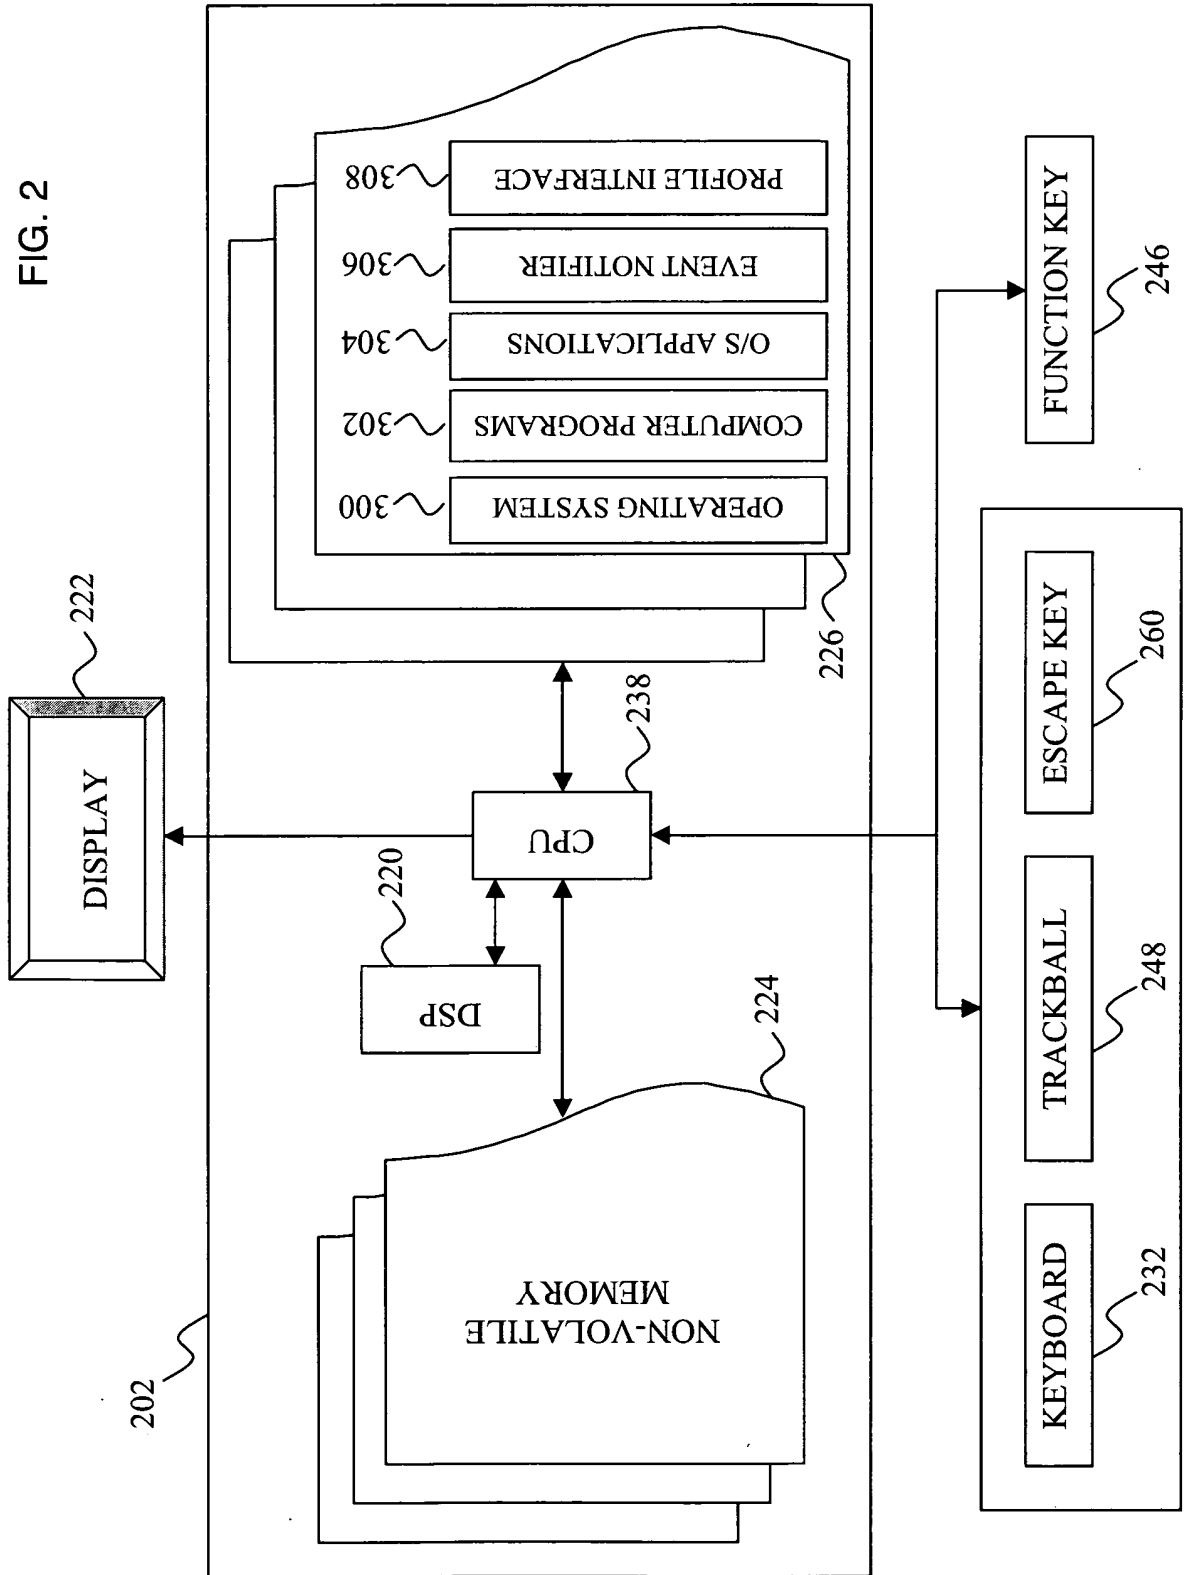 FIG. 2
DISPLAY
222
202
NON-VOLATILE
MEMORY
224
DSP
220
CPU
238
226
OPERATING SYSTEM
300
COMPUTER PROGRAMS
302
O/S APPLICATIONS
304
EVENT NOTIFIER
306
PROFILE INTERFACE
308
KEYBOARD
232
TRACKBALL
248
ESCAPE KEY
260
FUNCTION KEY
246